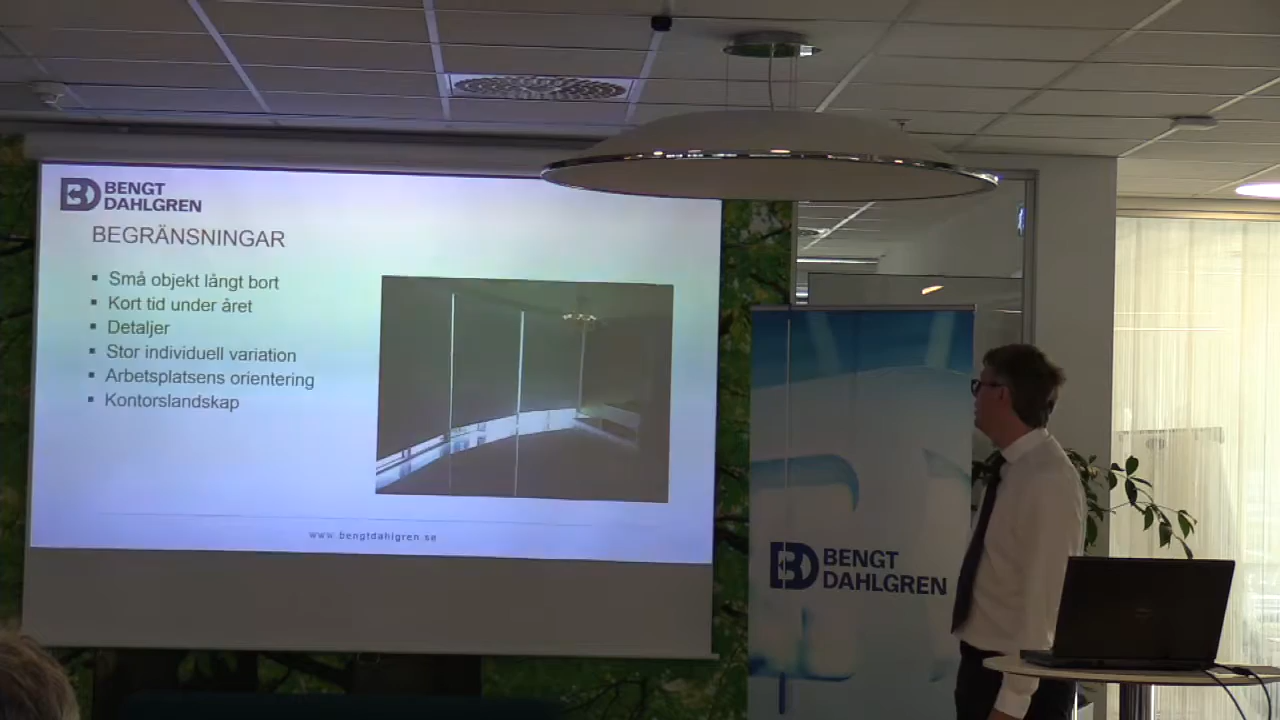 BENGT
DAHLGREN
BEGRÄNSNINGAR
Små objekt långt bort
Kort tid under året
Detaljer
Stor individuell variation
Arbetsplatsens orientering
Kontorslandskap
www.bengtdahlgren.se
BENGT
DAHLGREN